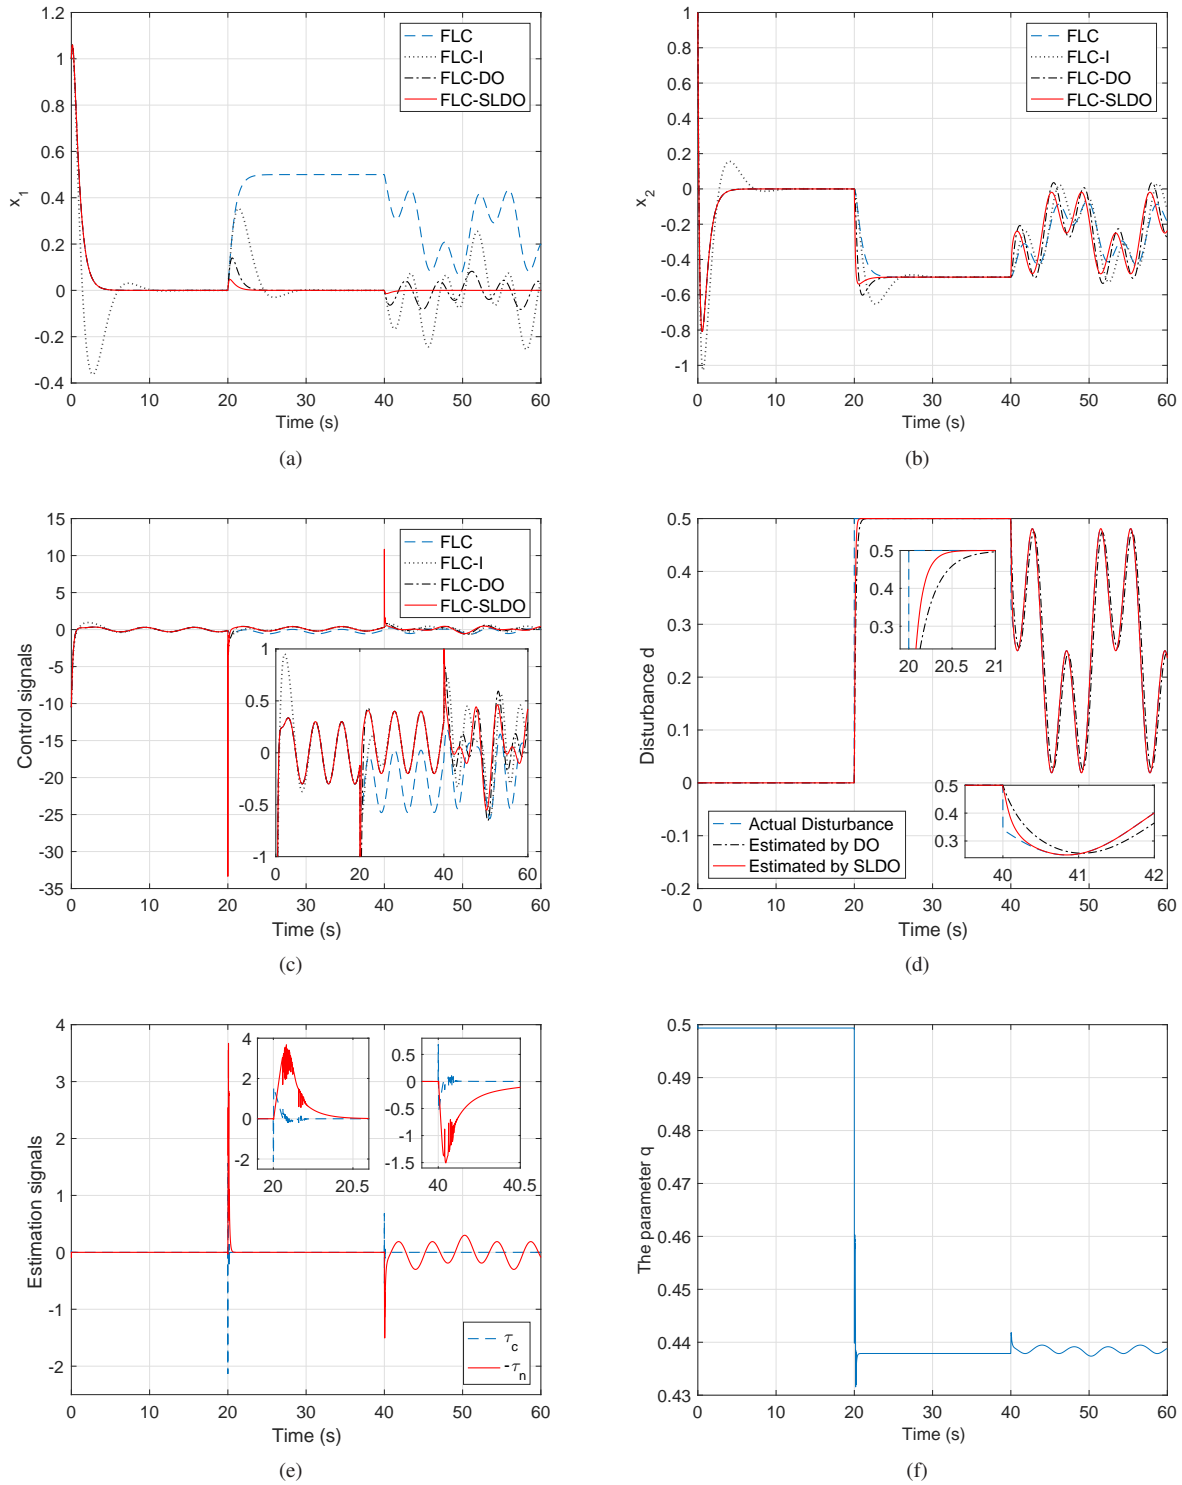 1.2
1
0.8
0.6
0.4
0.2
0
-0.2
-0.4
0 10 20 30 40 50 60
x1
Time (s)
FLC
FLC-I
FLC-DO
FLC-SLDO
(a)
1
0.8
0.6
0.4
0.2
0
-0.2
-0.4
-0.6
-0.8
-1
0 10 20 30 40 50 60
x2
Time (s)
FLC
FLC-I
FLC-DO
FLC-SLDO
(b)
15
10
5
0
-5
-10
-15
-20
-25
-30
-35
0 10 20 30 40 50 60
Control signals
Time (s)
FLC
FLC-I
FLC-DO
FLC-SLDO
1
0.5
0
-0.5
-1
0 20 40 60
(c)
0.5
0.4
0.3
0.2
0.1
0
-0.1
-0.2
0 10 20 30 40 50 60
Disturbance d
Time (s)
0.5
0.4
0.3
20 20.5 21
0.5
0.4
0.3
40 41 42
Actual Disturbance
Estimated by DO
Estimated by SLDO
(d)
4
3
2
1
0
-1
-2
0 10 20 30 40 50 60
Estimation signals
Time (s)
4
2
0
-2
20 20.5
0.5
0
-0.5
-1
-1.5
40 40.5
τc
-τn
(e)
0.5
0.49
0.48
0.47
0.46
0.45
0.44
0.43
0 10 20 30 40 50 60
The parameter q
Time (s)
(f)